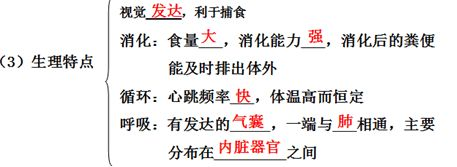 视觉发达，利于捕食
消化：食量大，消化能力强，消化后的粪便
能及时排出体外
（3）生理特点
循环：心跳频率快，体温高而恒定
呼吸：有发达的气囊，一端与肺相通，主要
分布在内脏器官之间